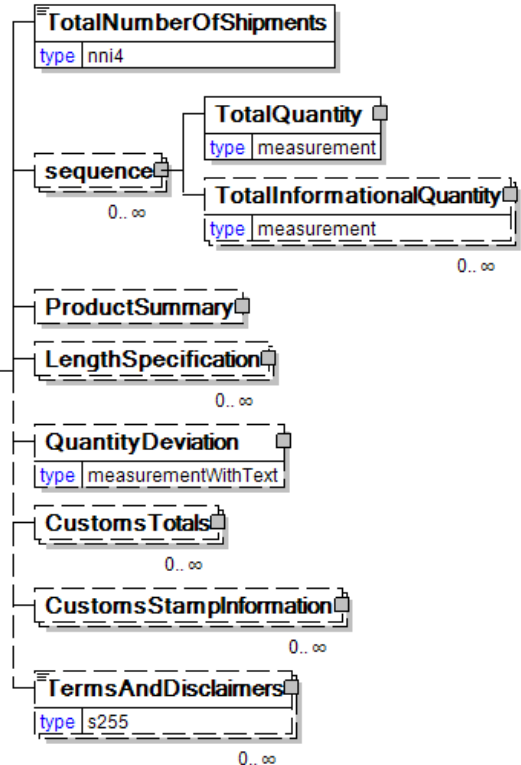 TotalNumberOfShipments
type nni4
TotalQuantity
type measurement
sequence
0.. ∞
TotalInformationalQuantity
type measurement
0.. ∞
ProductSummary
LengthSpecification
0.. ∞
QuantityDeviation
type measurementWithText
CustomsTotals
0.. ∞
CustomsStampInformation
0.. ∞
TermsAndDisclaimers
type s255
0.. ∞